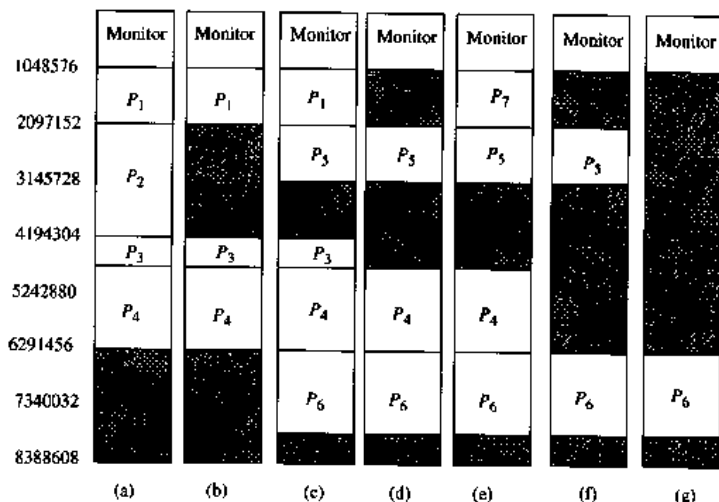 Monitor Monitor Monitor Monitor Monitor Monitor Monitor
1048576
P1 P1 P1 P7
2097152
P2 P5 P5 P5 P5
3145728
4194304
P3 P3 P3
5242880
P4 P4 P4 P4 P4
6291456
7340032
P6 P6 P6 P6 P6
8388608
(a) (b) (c) (d) (e) (f) (g)